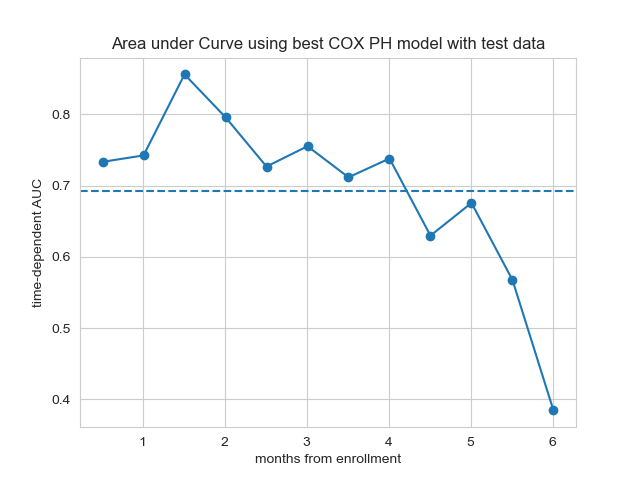 Area under Curve using best COX PH model with test data
0.8
0.7
0.6
0.5
0.4
time-dependent AUC
1 2 3 4 5 6
months from enrollment